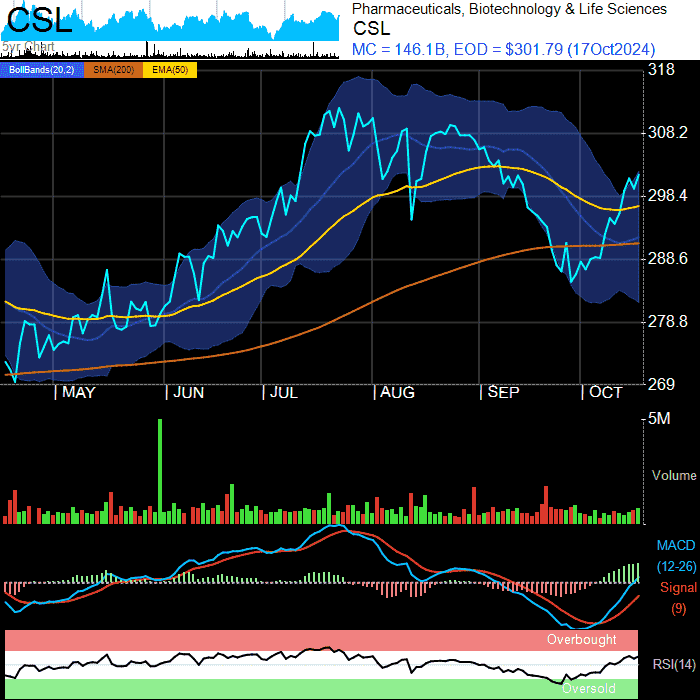 CSL
5yr Chart
Pharmaceuticals, Biotechnology & Life Sciences
CSL
MC = 146.1B, EOD = $301.79 (17Oct2024)
BollBands(20,2) SMA(200) EMA(50)
318
308.2
298.4
288.6
278.8
269
MAY JUN JUL AUG SEP OCT
5M
Volume
MACD
(12-26)
Signal
(9)
Overbought
RSI(14)
Oversold